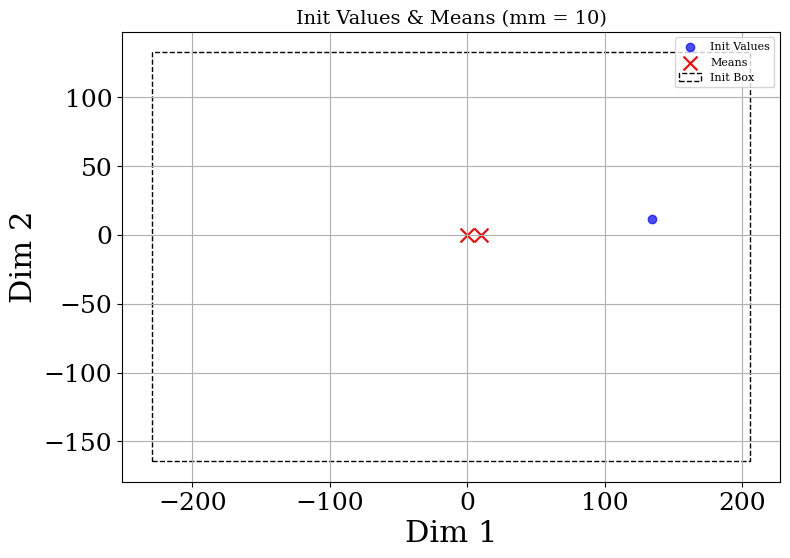 Init Values & Means (mm = 10)
Init Values
Means
Init Box
100
50
0
−50
−100
−150
Dim 2
−200
−100
0
100
200
Dim 1